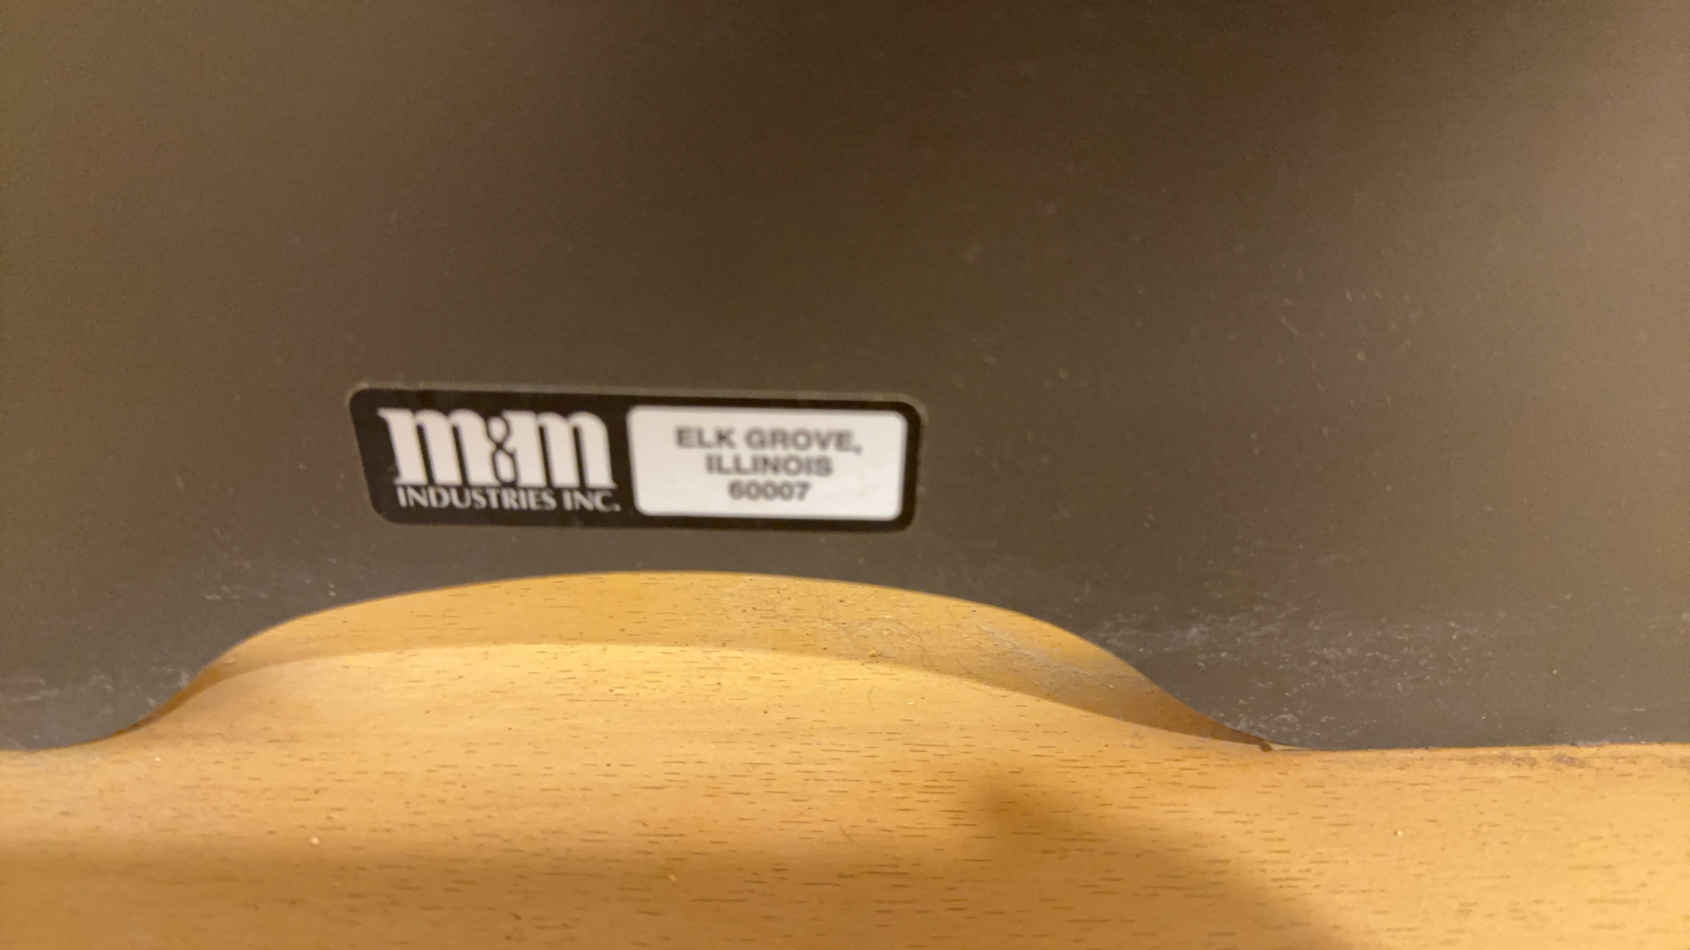 m&m
INDUSTRIES INC.
ELK GROVE,
ILLINOIS
60007